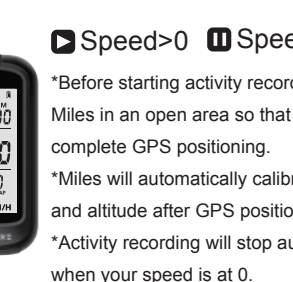 Speed>0 Spee
*Before starting activity record
Miles in an open area so that
complete GPS positioning.
*Miles will automatically calibr
and altitude after GPS positio
*Activity recording will stop au
when your speed is at 0.
M/H